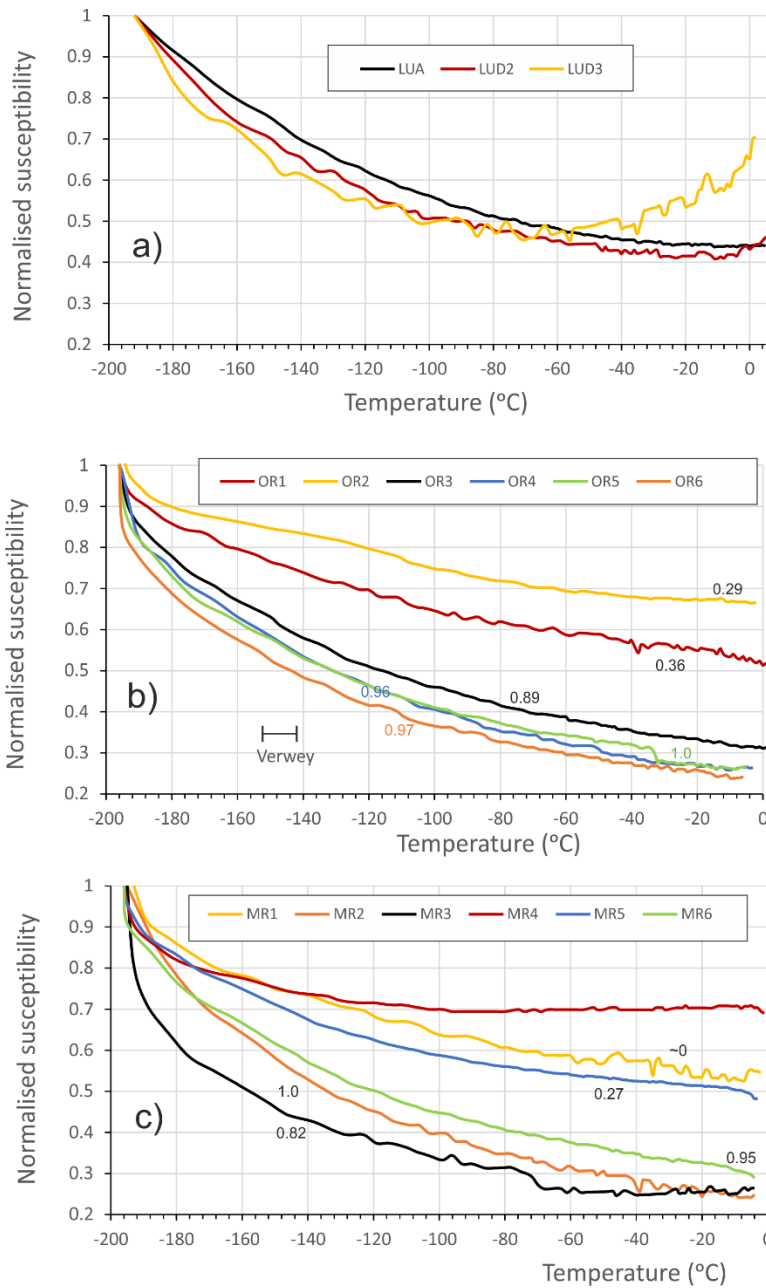 1
LUA LUD2 LUD3
0.9
0.8
0.7
0.6
0.5
0.4
0.3
0.2
Normalised susceptibility
a)
-200 -180 -160 -140 -120 -100 -80 -60 -40 -20 0
Temperature (°C)
1
OR1 OR2 OR3 OR4 OR5 OR6
0.9
0.8
0.7
0.6
0.5
0.4
0.3
0.2
Normalised susceptibility
0.29
0.36
0.89
0.96
0.97
1.0
b)
Verwey
-200 -180 -160 -140 -120 -100 -80 -60 -40 -20 0
Temperature (°C)
1
MR1 MR2 MR3 MR4 MR5 MR6
0.9
0.8
0.7
0.6
0.5
0.4
0.3
0.2
Normalised susceptibility
~0
0.27
1.0
0.82
0.95
c)
-200 -180 -160 -140 -120 -100 -80 -60 -40 -20 0
Temperature (°C)